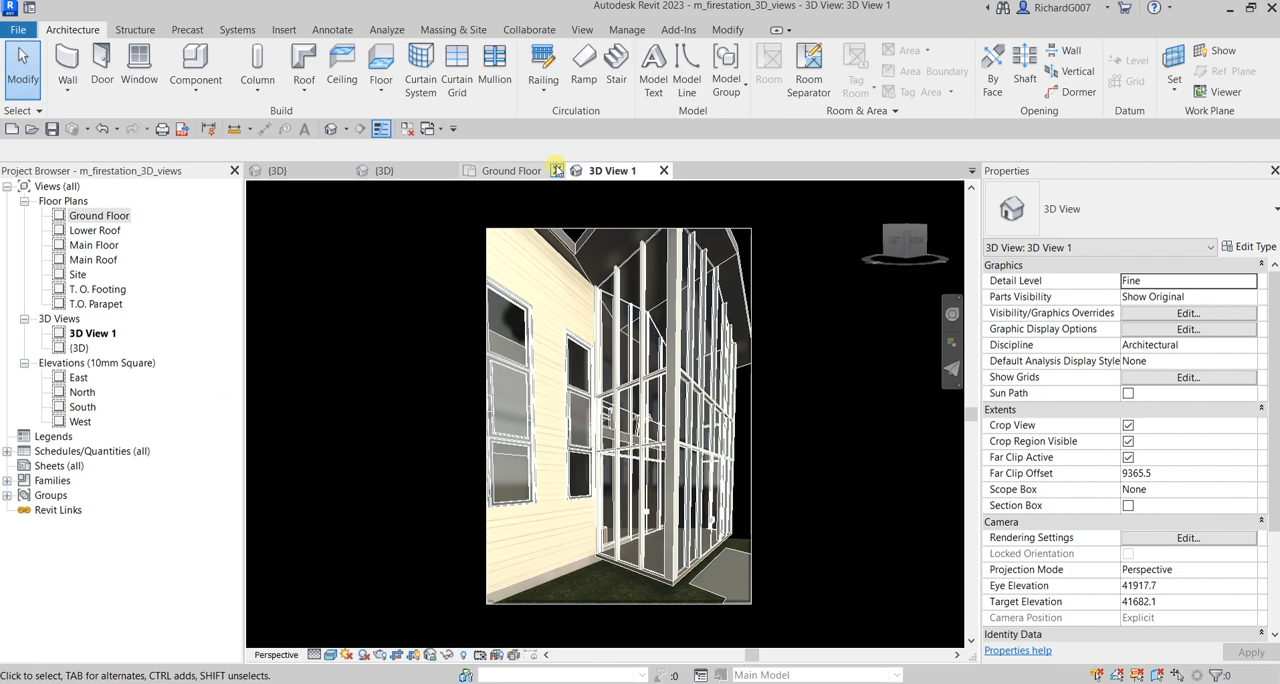 Autodesk Revit 2023 - m_firestation_3D_views - 3D View: 3D View 1
RichardG007
File Architecture Structure Precast Systems Insert Annotate Analyze Massing & Site Collaborate View Manage Add-Ins Modify
Modify Wall Door Window Component Column Roof Ceiling Floor Curtain System Curtain Grid Mullion Railing Ramp Stair Model Text Model Line Model Group Room Room Separator Tag Room Area By Face Shaft Wall Level Set Show
Area Boundary Vertical Grid Ref Plane
Tag Area Dormer Viewer
Select Build Circulation Model Room & Area Opening Datum Work Plane
Project Browser - m_firestation_3D_views
{3D} {3D} Ground Floor 3D View 1
Properties
Views (all)
Floor Plans
Ground Floor
Lower Roof
Main Floor
Main Roof
Site
T. O. Footing
T.O. Parapet
3D Views
3D View 1
{3D}
Elevations (10mm Square)
East
North
South
West
Legends
Schedules/Quantities (all)
Sheets (all)
Families
Groups
Revit Links
LEFT
3D View
3D View: 3D View 1 Edit Type
Graphics
Detail Level Fine
Parts Visibility Show Original
Visibility/Graphics Overrides Edit...
Graphic Display Options Edit...
Discipline Architectural
Default Analysis Display Style None
Show Grids Edit...
Sun Path
Extents
Crop View
Crop Region Visible
Far Clip Active
Far Clip Offset 9365.5
Scope Box None
Section Box
Camera
Rendering Settings Edit...
Locked Orientation
Projection Mode Perspective
Eye Elevation 41917.7
Target Elevation 41682.1
Camera Position Explicit
Identity Data
Properties help Apply
Perspective
Click to select, TAB for alternates, CTRL adds, SHIFT unselects. :0 Main Model :0